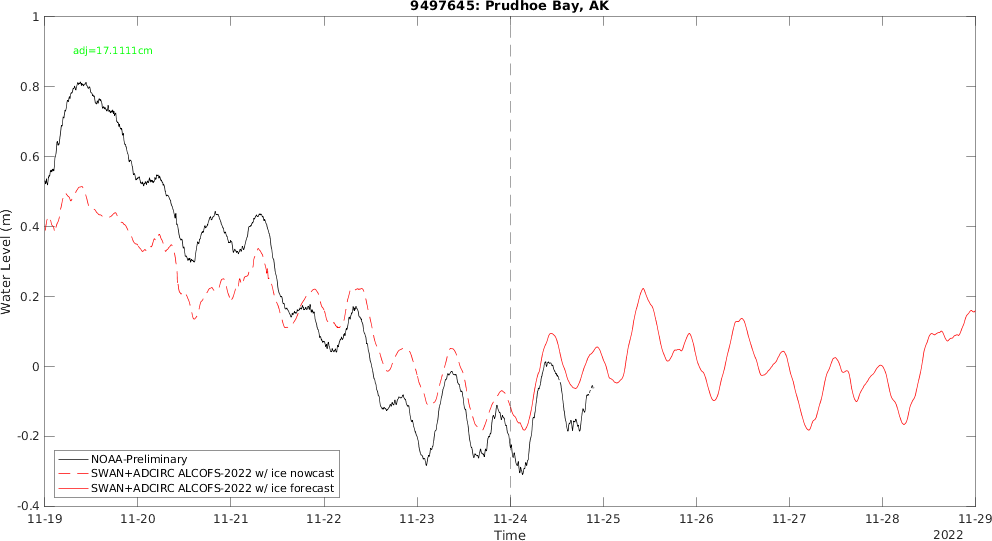 9497645: Prudhoe Bay, AK
1
adj=17.1111cm
0.8
0.6
0.4
0.2
0
-0.2
-0.4
Water Level (m)
NOAA-Preliminary
SWAN+ADCIRC ALCOFS-2022 w/ ice nowcast
SWAN+ADCIRC ALCOFS-2022 w/ ice forecast
11-19 11-20 11-21 11-22 11-23 11-24 11-25 11-26 11-27 11-28 11-29
Time
2022